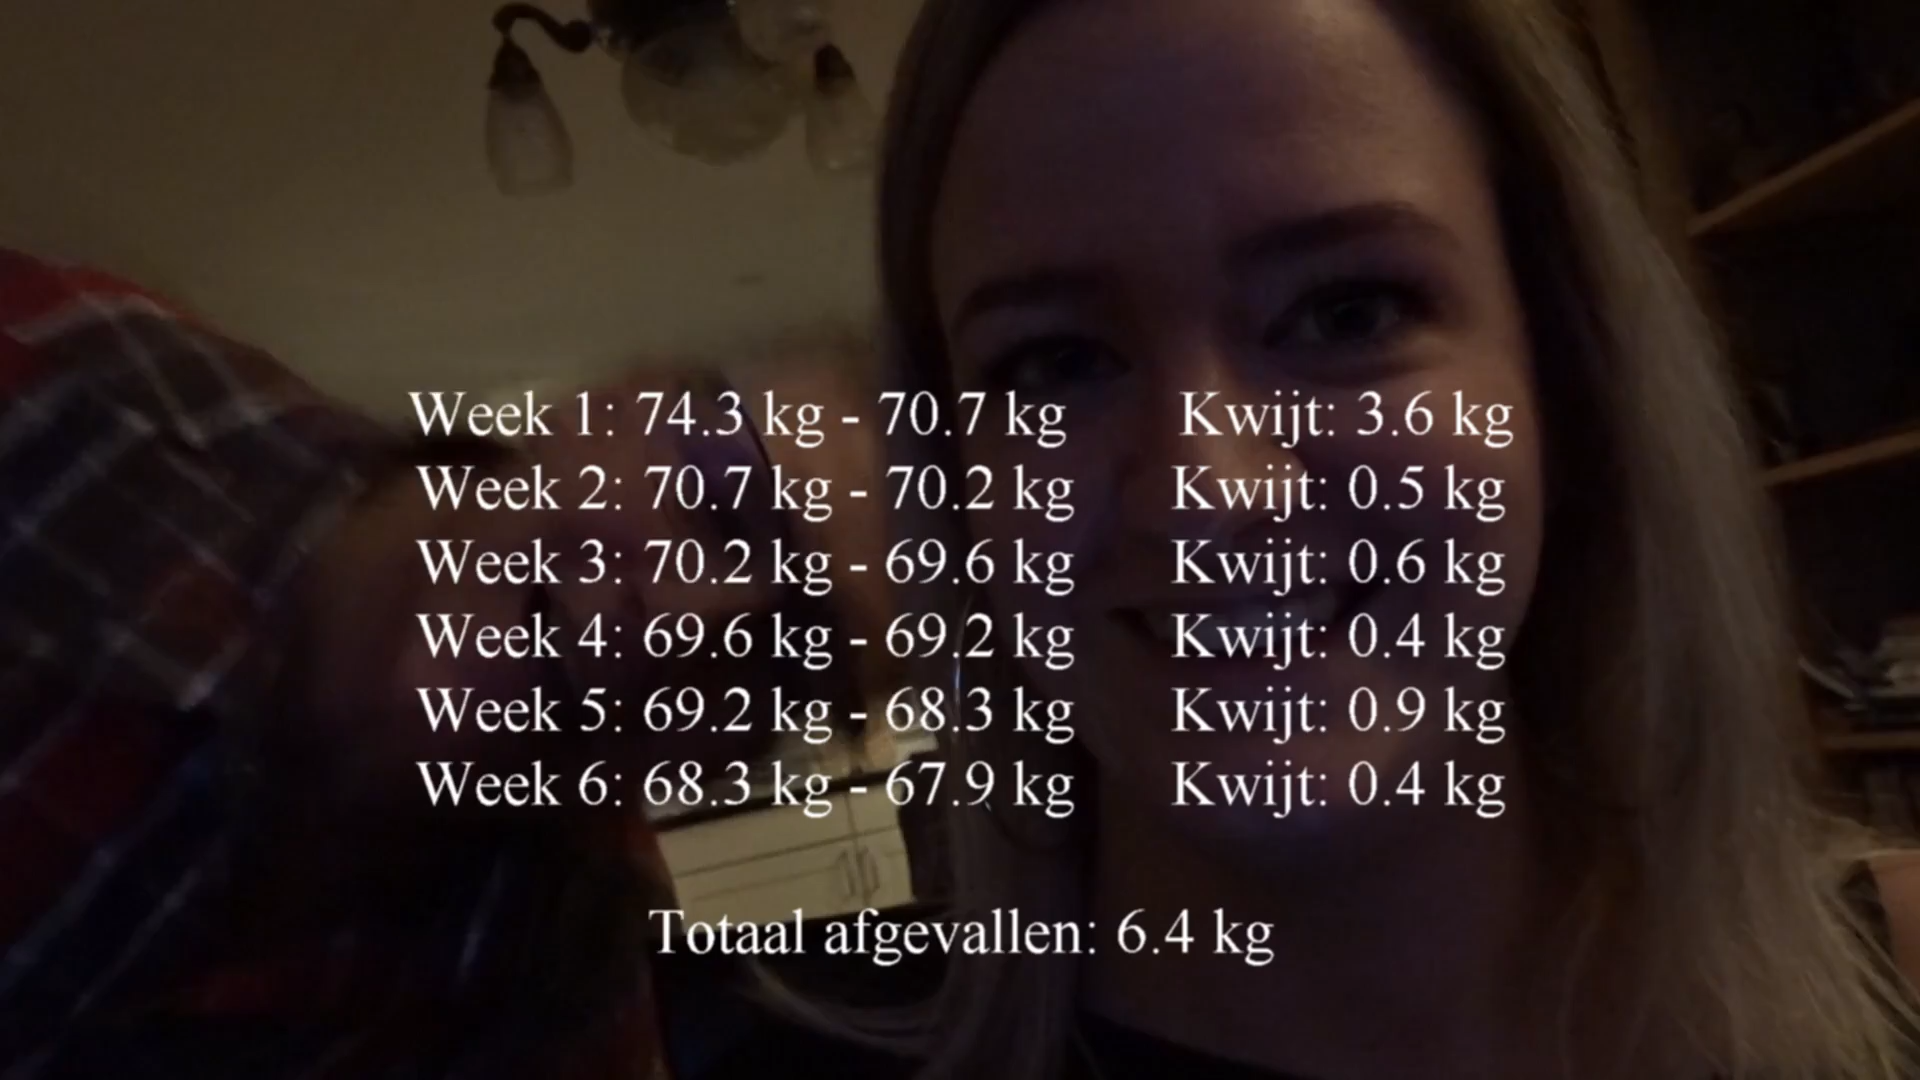 Week 1: 74.3 kg - 70.7 kg Kwijt: 3.6 kg
Week 2: 70.7 kg - 70.2 kg Kwijt: 0.5 kg
Week 3: 70.2 kg - 69.6 kg Kwijt: 0.6 kg
Week 4: 69.6 kg - 69.2 kg Kwijt: 0.4 kg
Week 5: 69.2 kg - 68.3 kg Kwijt: 0.9 kg
Week 6: 68.3 kg - 67.9 kg Kwijt: 0.4 kg
Totaal afgevallen: 6.4 kg